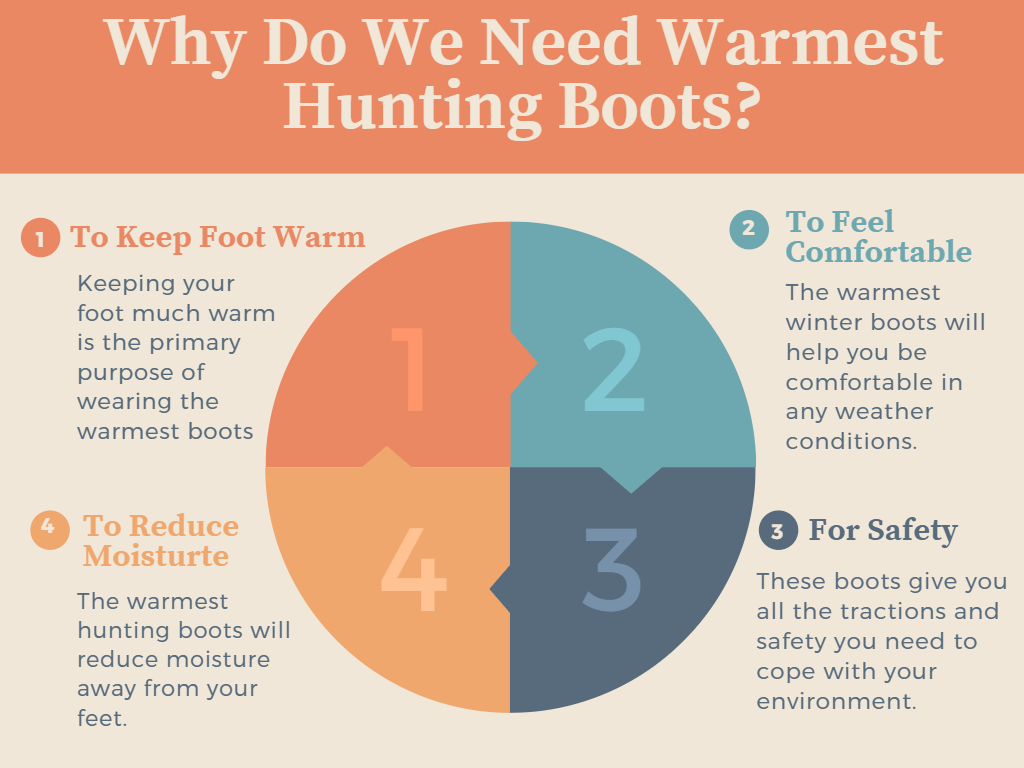 Why Do We Need Warmest
Hunting Boots?
1 To Keep Foot Warm
Keeping your
foot much warm
is the primary
purpose of
wearing the
warmest boots
2 To Feel
Comfortable
The warmest
winter boots will
help you be
comfortable in
any weather
conditions.
1
2
4
3
3 For Safety
These boots give you
all the tractions and
safety you need to
cope with your
environment.
4 To Reduce
Moisturte
The warmest
hunting boots will
reduce moisture
away from your
feet.